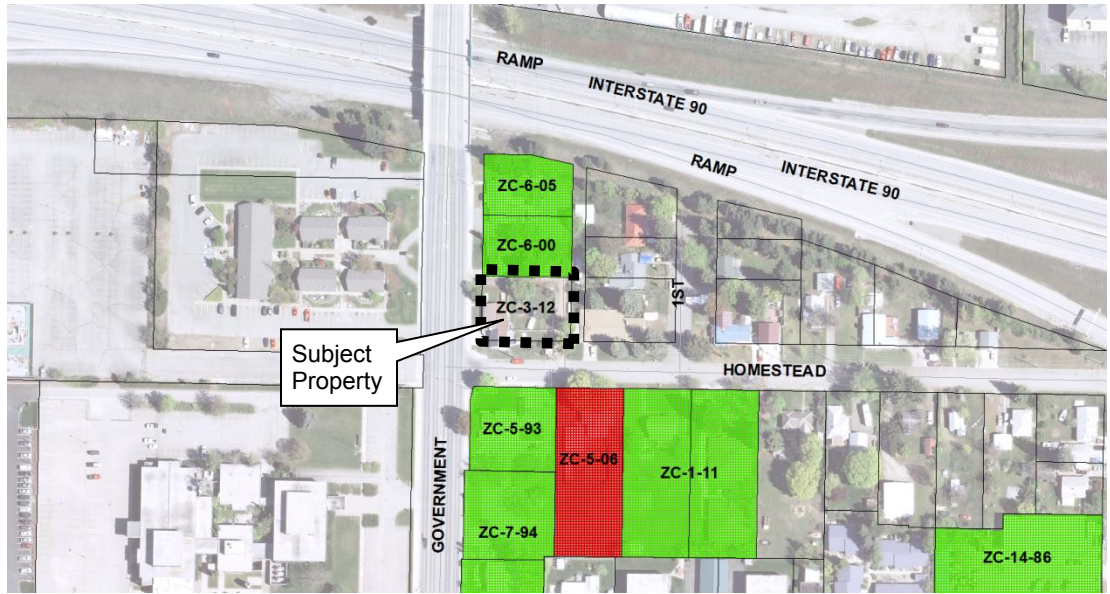 RAMP
INTERSTATE 90
RAMP
INTERSTATE 90
ZC-6-05
ZC-6-00
1ST
ZC-3-12
Subject
Property
HOMESTEAD
ZC-5-93
ZC-5-06
ZC-1-11
GOVERNMENT
ZC-7-94
ZC-14-86